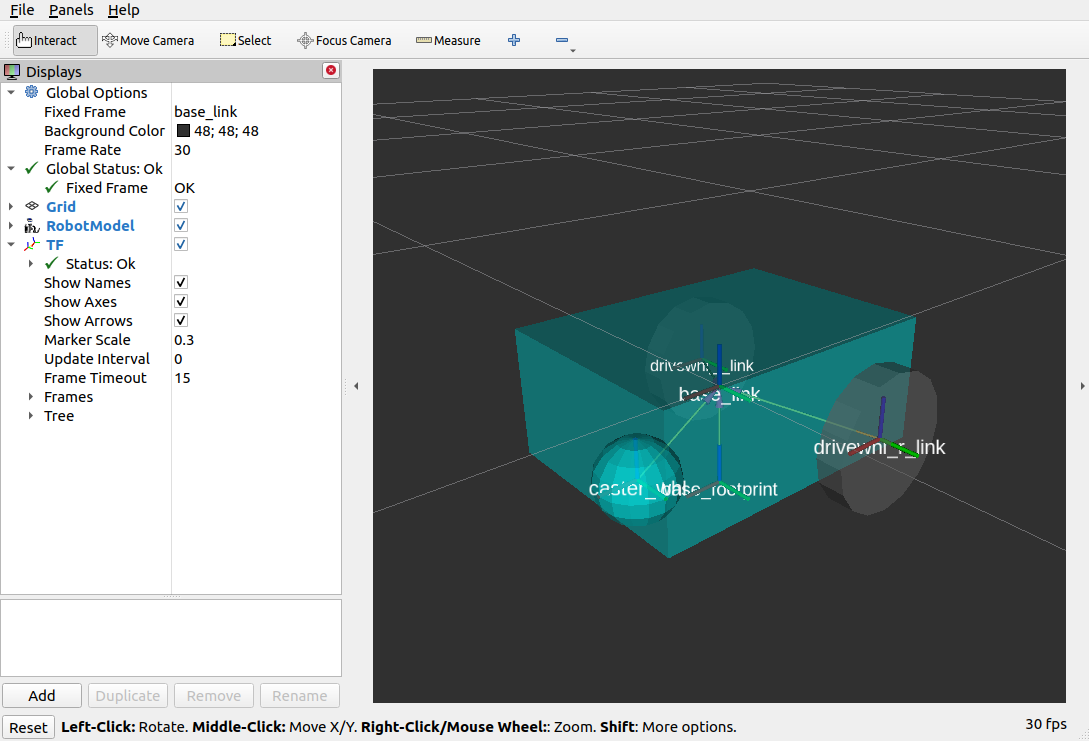 File Panels Help
Interact Move Camera Select Focus Camera Measure
Displays
Global Options
Fixed Frame base_link
Background Color 48; 48; 48
Frame Rate 30
Global Status: Ok
Fixed Frame OK
Grid
RobotModel
TF
Status: Ok
Show Names
Show Axes
Show Arrows
Marker Scale 0.3
Update Interval 0
Frame Timeout 15
Frames
Tree
base_link
drivewhl_r_link
base_footprint
Add Duplicate Remove Rename
Reset Left-Click: Rotate. Middle-Click: Move X/Y. Right-Click/Mouse Wheel:: Zoom. Shift: More options. 30 fps